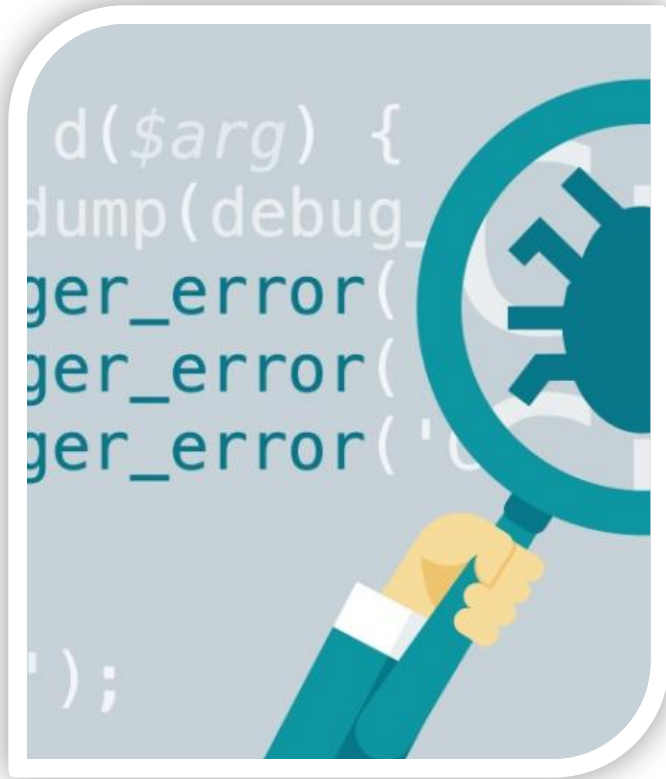 d($arg) {
dump(debug_
ger_error(
ger_error(
ger_error('
');